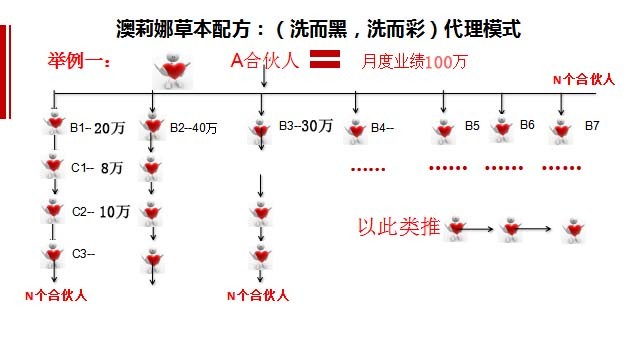 澳莉娜草本配方：（洗而黑，洗而彩）代理模式
举例一：
A合伙人
月度业绩100万
N个合伙人
B1--20万
B2--40万
B3--30万
B4--
B5
B6
B7
C1-- 8万
......
......
......
......
C2-- 10万
以此类推
C3--
N个合伙人
N个合伙人